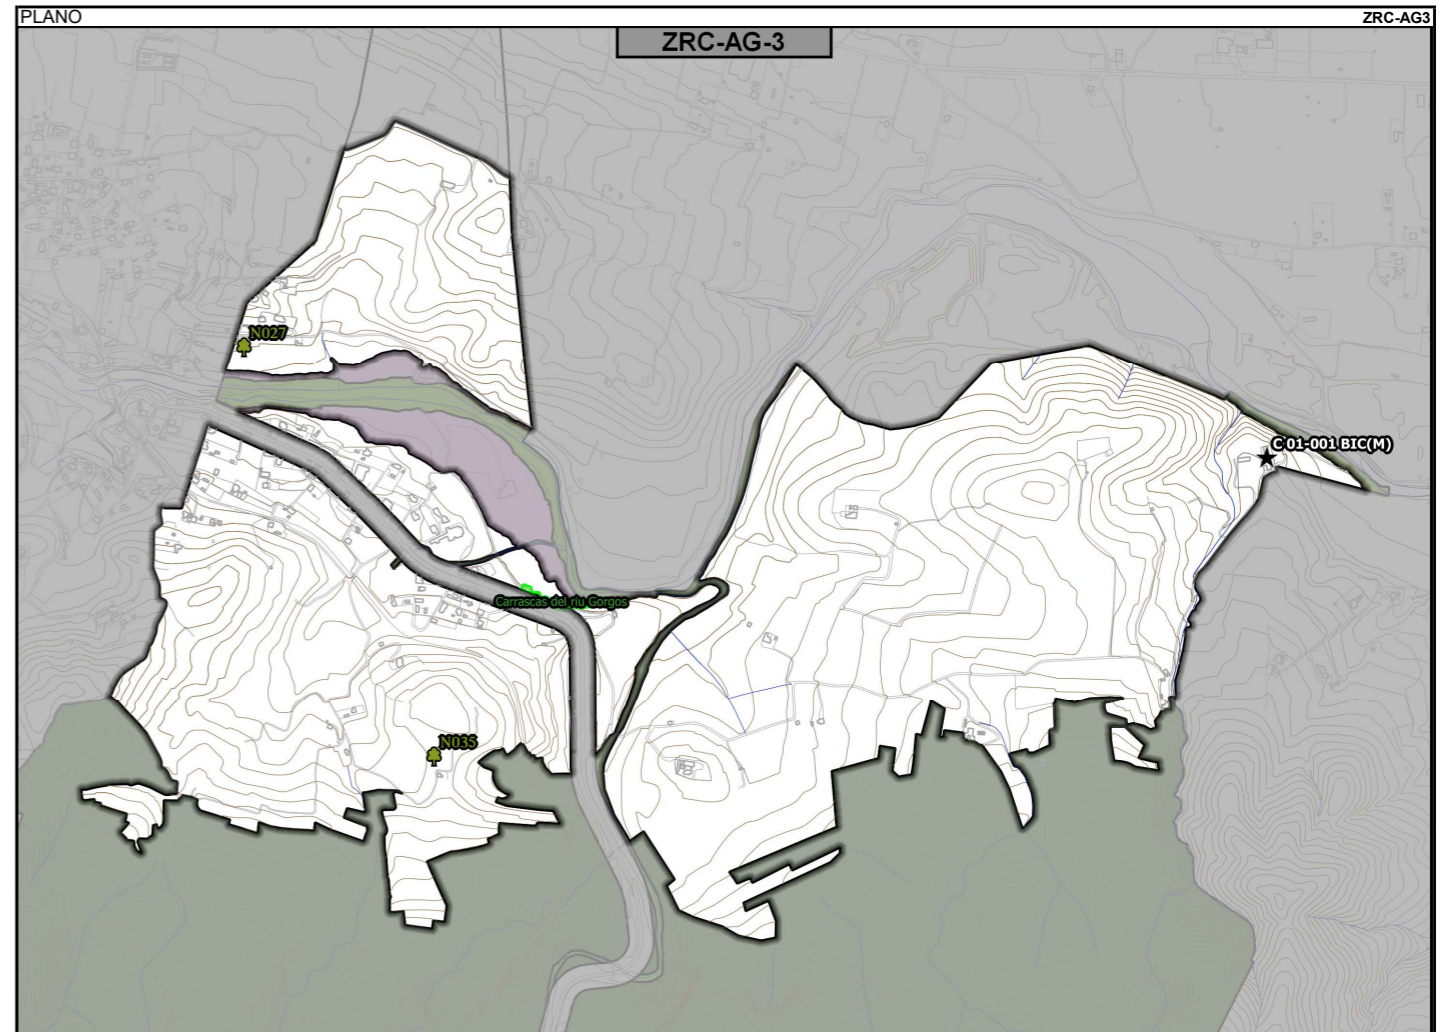 PLANO
ZRC-AG3
ZRC-AG-3
N027
C 01-001 BIC(M)
Carrascas del riu Gorgos
N035